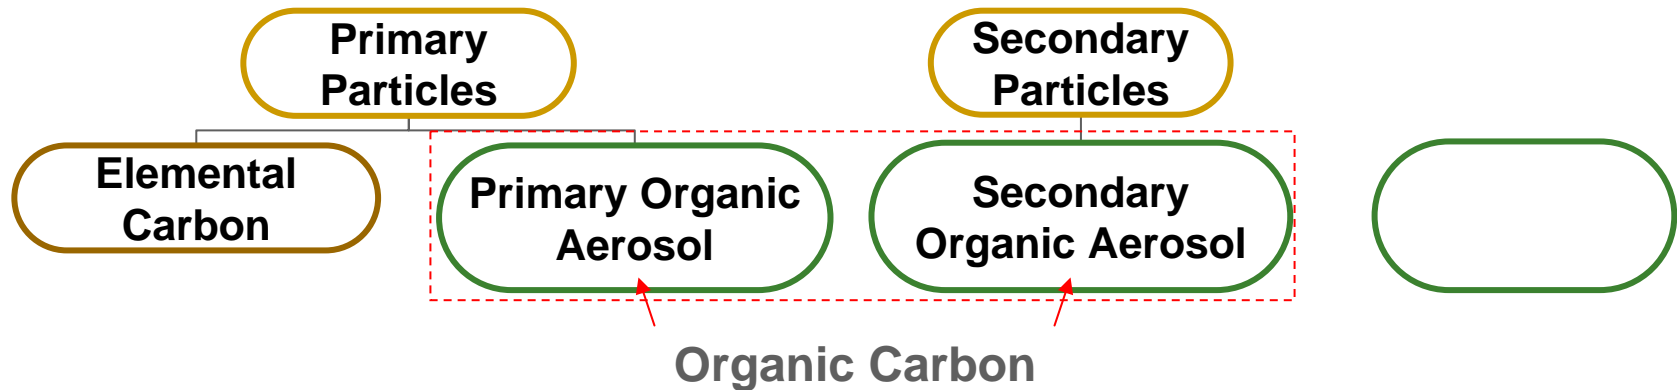 Primary
Particles
Secondary
Particles
Elemental
Carbon
Primary Organic
Aerosol
Secondary
Organic Aerosol
Organic Carbon